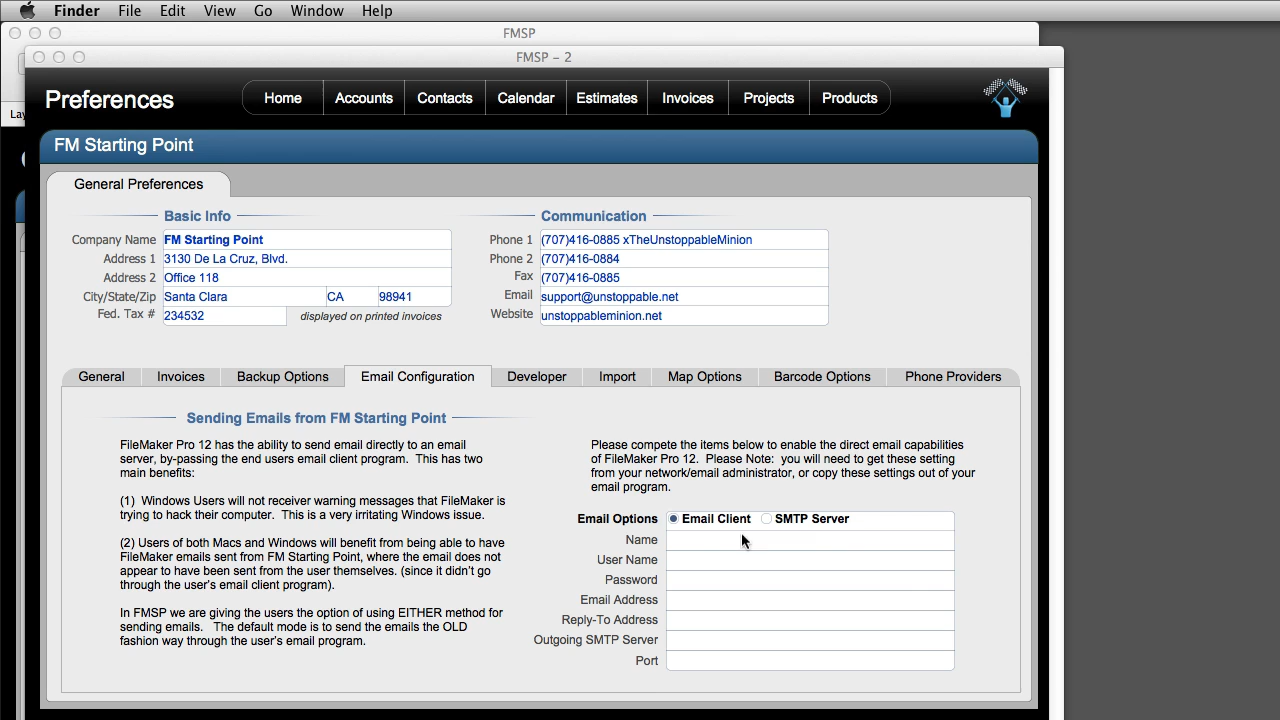 Finder File Edit View Go Window Help
FMSP
FMSP – 2
Lay
Preferences
Home Accounts Contacts Calendar Estimates Invoices Projects Products
FM Starting Point
General Preferences
Basic Info
Company Name FM Starting Point
Address 1 3130 De La Cruz, Blvd.
Address 2 Office 118
City/State/Zip Santa Clara CA 98941
Fed. Tax # 234532 displayed on printed invoices
Communication
Phone 1 (707)416-0885 xTheUnstoppableMinion
Phone 2 (707)416-0884
Fax (707)416-0885
Email support@unstoppable.net
Website unstoppableminion.net
General Invoices Backup Options Email Configuration Developer Import Map Options Barcode Options Phone Providers
Sending Emails from FM Starting Point
FileMaker Pro 12 has the ability to send email directly to an email
server, by-passing the end users email client program. This has two
main benefits:
(1) Windows Users will not receiver warning messages that FileMaker is
trying to hack their computer. This is a very irritating Windows issue.
(2) Users of both Macs and Windows will benefit from being able to have
FileMaker emails sent from FM Starting Point, where the email does not
appear to have been sent from the user themselves. (since it didn't go
through the user's email client program).
In FMSP we are giving the users the option of using EITHER method for
sending emails. The default mode is to send the emails the OLD
fashion way through the user's email program.
Please compete the items below to enable the direct email capabilities
of FileMaker Pro 12. Please Note: you will need to get these setting
from your network/email administrator, or copy these settings out of your
email program.
Email Options Email Client SMTP Server
Name
User Name
Password
Email Address
Reply-To Address
Outgoing SMTP Server
Port